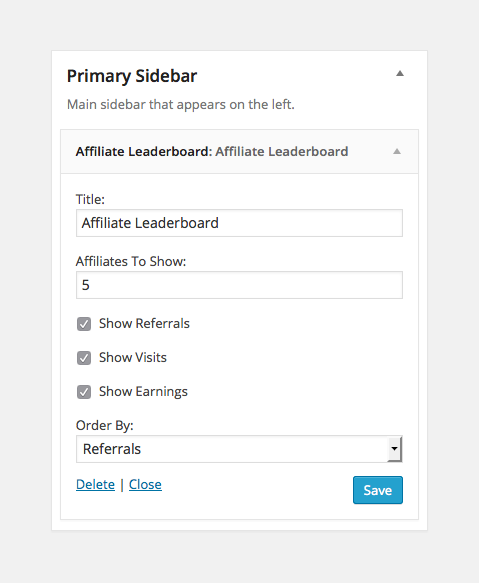 Primary Sidebar
Main sidebar that appears on the left.
Affiliate Leaderboard: Affiliate Leaderboard
Title:
Affiliate Leaderboard
Affiliates To Show:
5
Show Referrals
Show Visits
Show Earnings
Order By:
Referrals
Delete | Close
Save